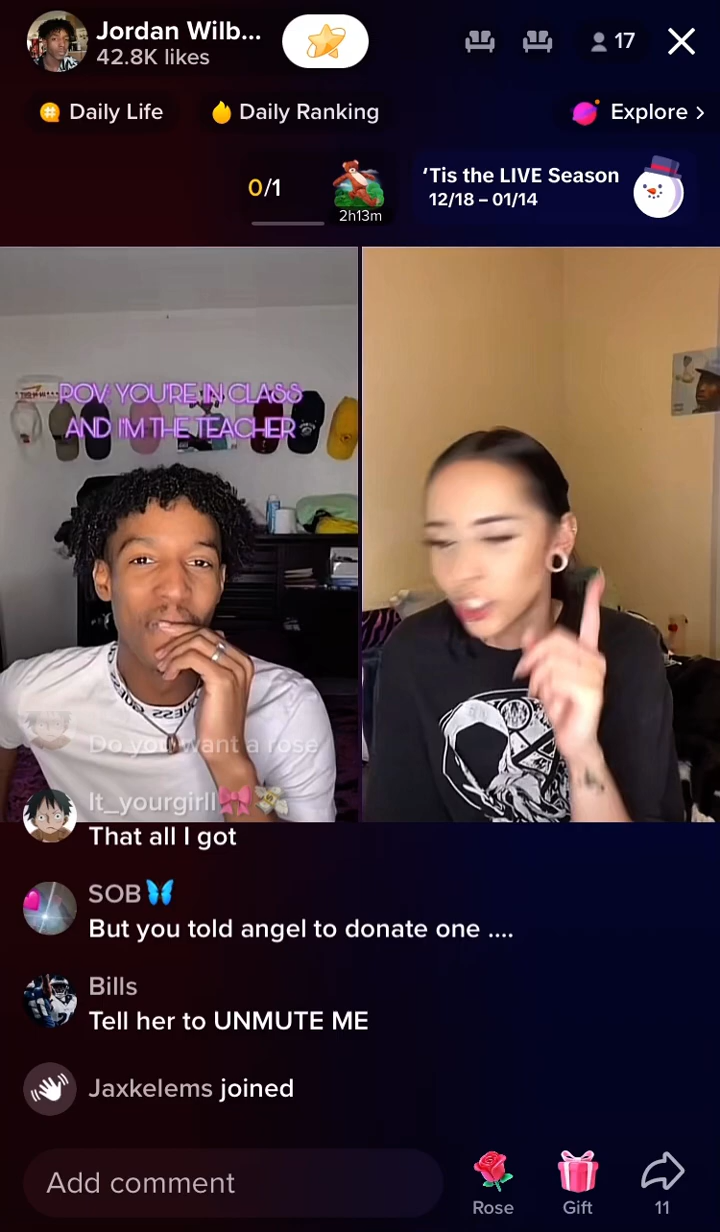 Jordan Wilb...
42.8K likes
17
Daily Life
Daily Ranking
Explore >
0/1
2h13m
'Tis the LIVE Season
12/18 – 01/14
POV: YOU'RE IN CLASS
AND I'M THE TEACHER
Do you want a rose
It_yourgirll
That all I got
SOB
But you told angel to donate one ....
Bills
Tell her to UNMUTE ME
Jaxkelems joined
Add comment
Rose
Gift
11